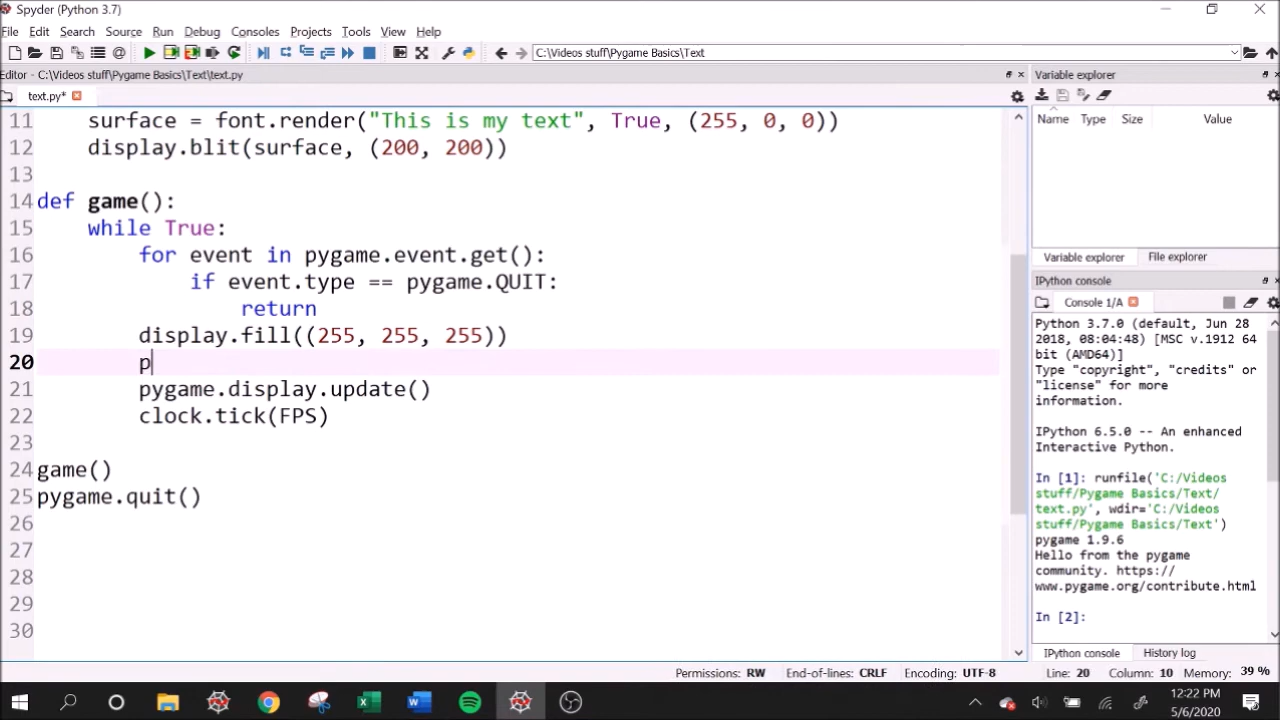 Spyder (Python 3.7)
File Edit Search Source Run Debug Consoles Projects Tools View Help
C:\Videos stuff\Pygame Basics\Text
Editor - C:\Videos stuff\Pygame Basics\Text\text.py
text.py*
11 surface = font.render("This is my text", True, (255, 0, 0))
12 display.blit(surface, (200, 200))
13
14 def game():
15 while True:
16 for event in pygame.event.get():
17 if event.type == pygame.QUIT:
18 return
19 display.fill((255, 255, 255))
20 p
21 pygame.display.update()
22 clock.tick(FPS)
23
24 game()
25 pygame.quit()
26
27
28
29
30
Variable explorer
Name Type Size Value
Variable explorer File explorer
IPython console
Console 1/A
Python 3.7.0 (default, Jun 28
2018, 08:04:48) [MSC v.1912 64
bit (AMD64)]
Type "copyright", "credits" or
"license" for more
information.
IPython 6.5.0 -- An enhanced
Interactive Python.
In [1]: runfile('C:/Videos
stuff/Pygame Basics/Text/
text.py', wdir='C:/Videos
stuff/Pygame Basics/Text')
pygame 1.9.6
Hello from the pygame
community. https://
www.pygame.org/contribute.html
In [2]:
IPython console History log
Permissions: RW End-of-lines: CRLF Encoding: UTF-8 Line: 20 Column: 10 Memory: 39 %
12:22 PM
5/6/2020